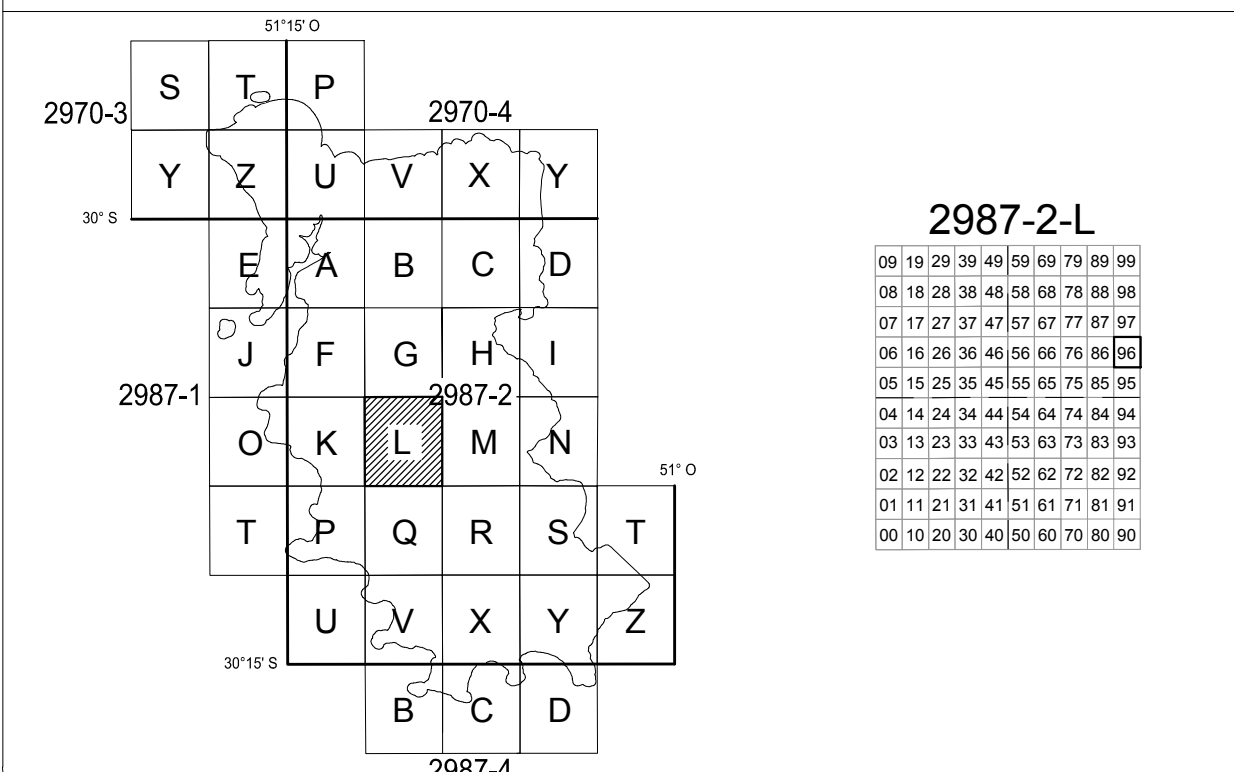 51°15' O
S T P
2970-3
2970-4
Y Z U V X Y
30° S
E A B C D
J F G H I
2987-1
2987-2
O K L M N
51° O
T P Q R S T
U V X Y Z
30°15' S
B C D
2987-4
2987-2-L
09 19 29 39 49 59 69 79 89 99
08 18 28 38 48 58 68 78 88 98
07 17 27 37 47 57 67 77 87 97
06 16 26 36 46 56 66 76 86 96
05 15 25 35 45 55 65 75 85 95
04 14 24 34 44 54 64 74 84 94
03 13 23 33 43 53 63 73 83 93
02 12 22 32 42 52 62 72 82 92
01 11 21 31 41 51 61 71 81 91
00 10 20 30 40 50 60 70 80 90